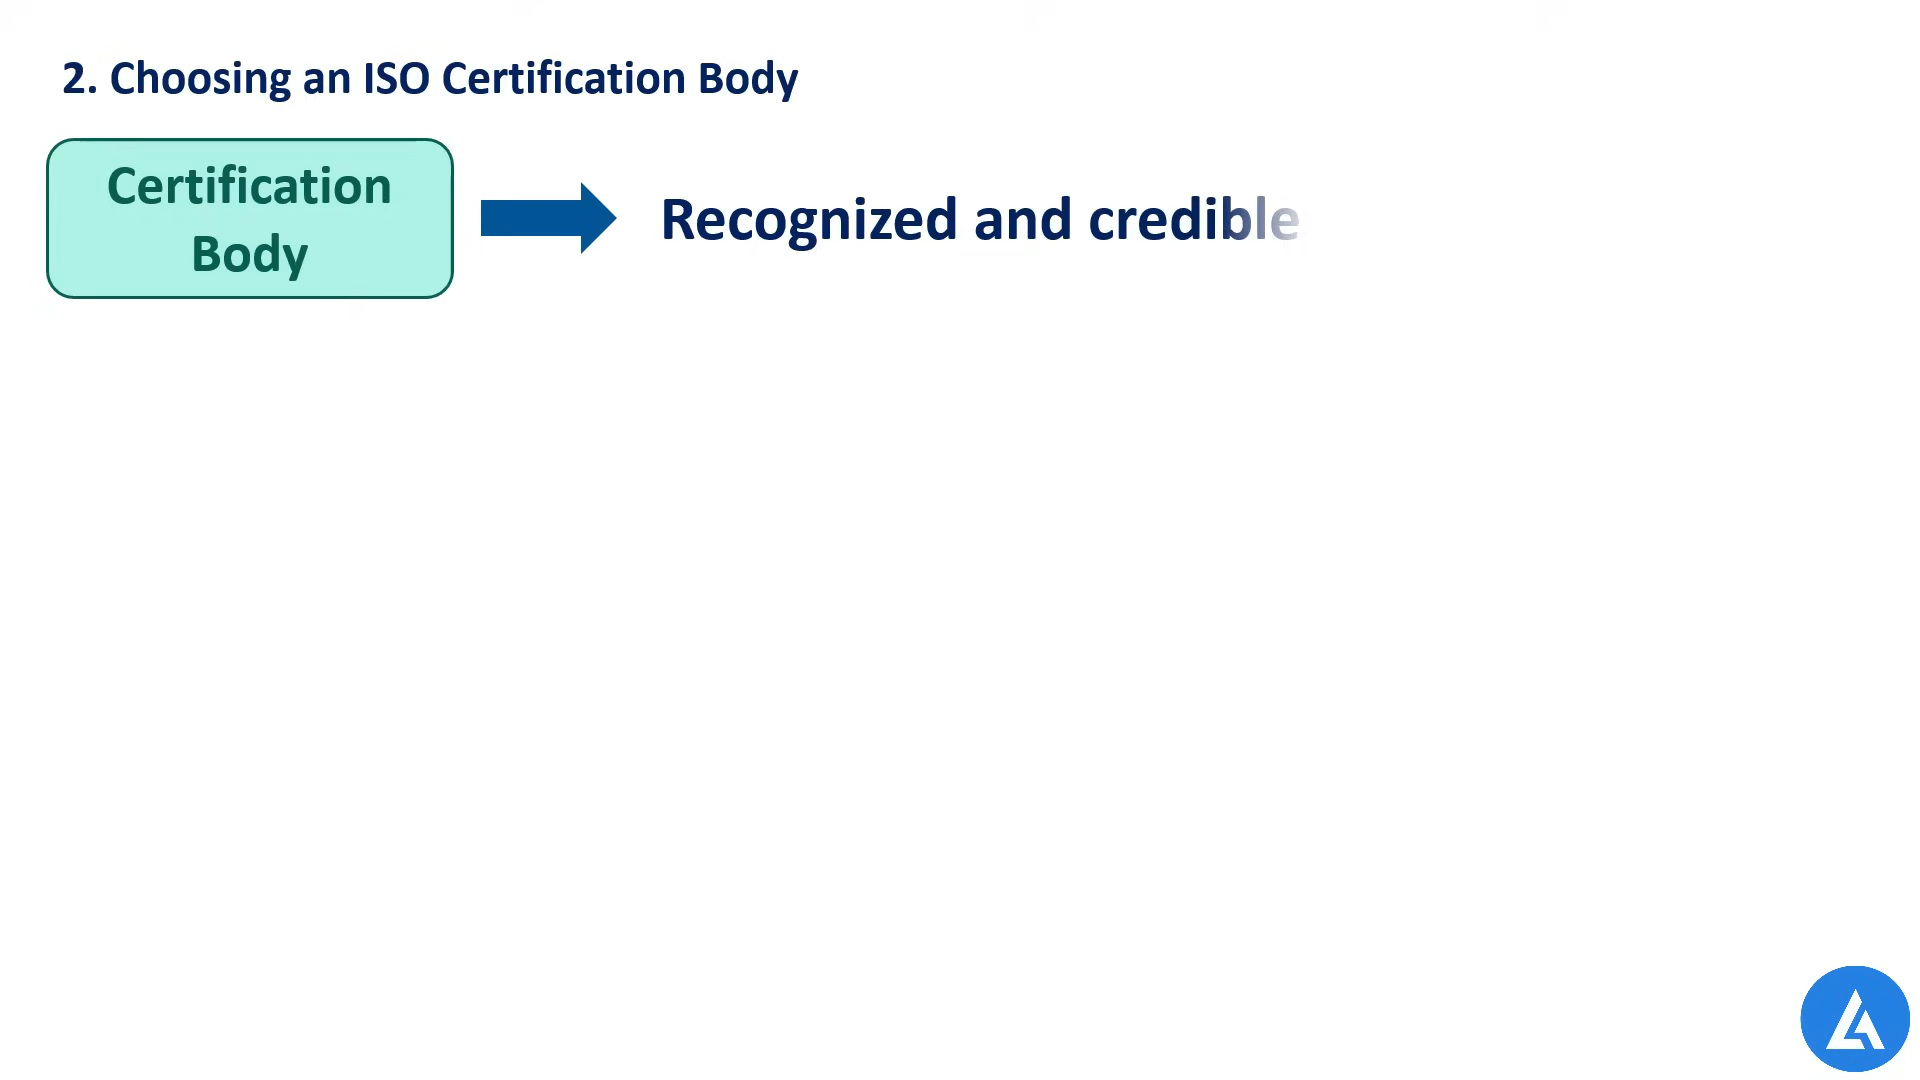 2. Choosing an ISO Certification Body
Certification
Body
Recognized and credible